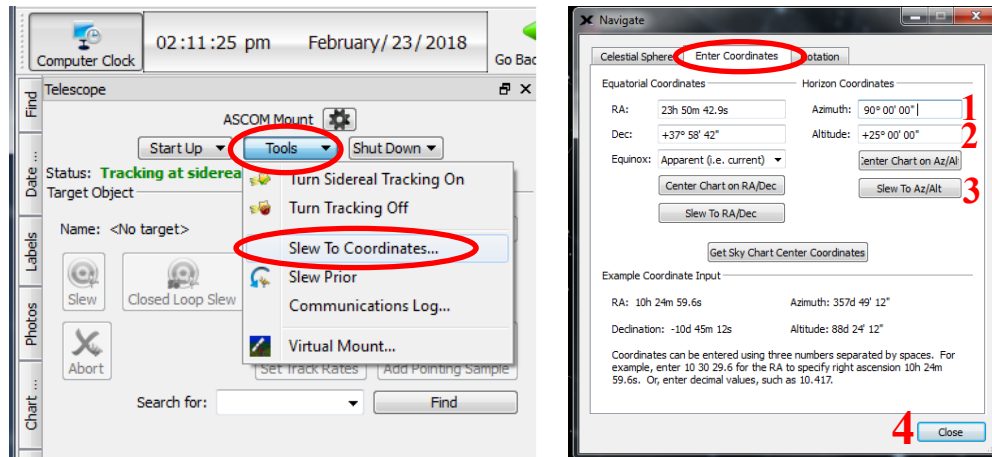 Computer Clock
02:11:25 pm February/23/2018
Go Bac
Find
Date ...
Labels
Photos
Chart ...
Telescope
ASCOM Mount
Start Up Tools Shut Down
Status: Tracking at siderea
Turn Sidereal Tracking On
Target Object
Turn Tracking Off
Name: <No target>
Slew To Coordinates...
Slew Prior
Slew Closed Loop Slew
Communications Log...
Virtual Mount...
Abort
Set Track Rates Add Pointing Sample
Search for: Find
Navigate
Celestial Sphere Enter Coordinates Rotation
Equatorial Coordinates Horizon Coordinates
RA: 23h 50m 42.9s Azimuth: 90° 00' 00" 1
Dec: +37° 58' 42" Altitude: +25° 00' 00" 2
Equinox: Apparent (i.e. current) Center Chart on Az/Al
Center Chart on RA/Dec Slew To Az/Alt 3
Slew To RA/Dec
Get Sky Chart Center Coordinates
Example Coordinate Input
RA: 10h 24m 59.6s Azimuth: 357d 49' 12"
Declination: -10d 45m 12s Altitude: 88d 24' 12"
Coordinates can be entered using three numbers separated by spaces. For
example, enter 10 30 29.6 for the RA to specify right ascension 10h 24m
59.6s. Or, enter decimal values, such as 10.417.
4 Close